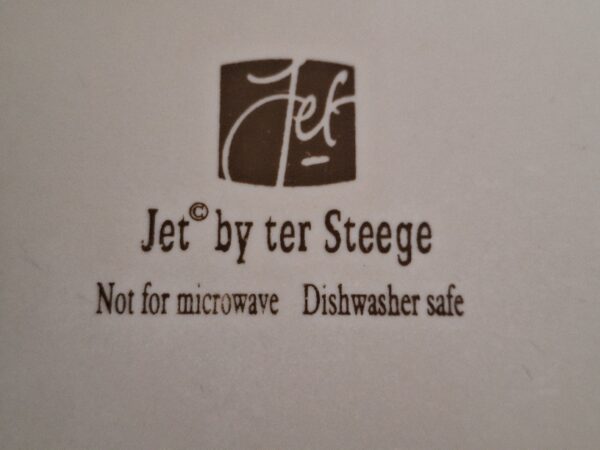 Jet
Jet© by ter Steege
Not for microwave Dishwasher safe